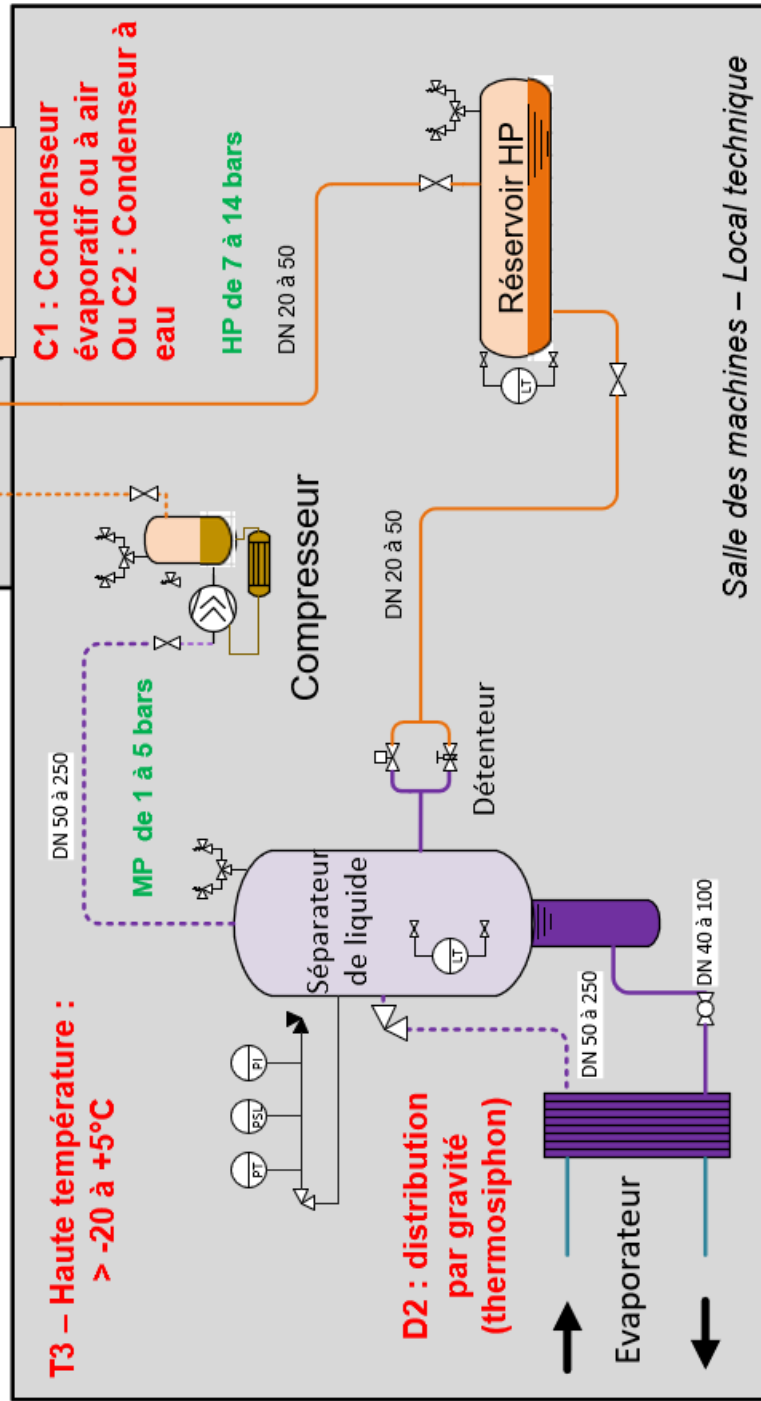 T3 – Haute température :
> -20 à +5°C
DN 50 à 250
MP de 1 à 5 bars
C1 : Condenseur
évaporatif ou à air
Ou C2 : Condenseur à
eau
HP de 7 à 14 bars
DN 20 à 50
Compresseur
PT
PSL
PI
Séparateur
de liquide
LT
Détenteur
DN 20 à 50
Réservoir HP
LT
D2 : distribution
par gravité
(thermosiphon)
DN 50 à 250
DN 40 à 100
Evaporateur
Salle des machines – Local technique